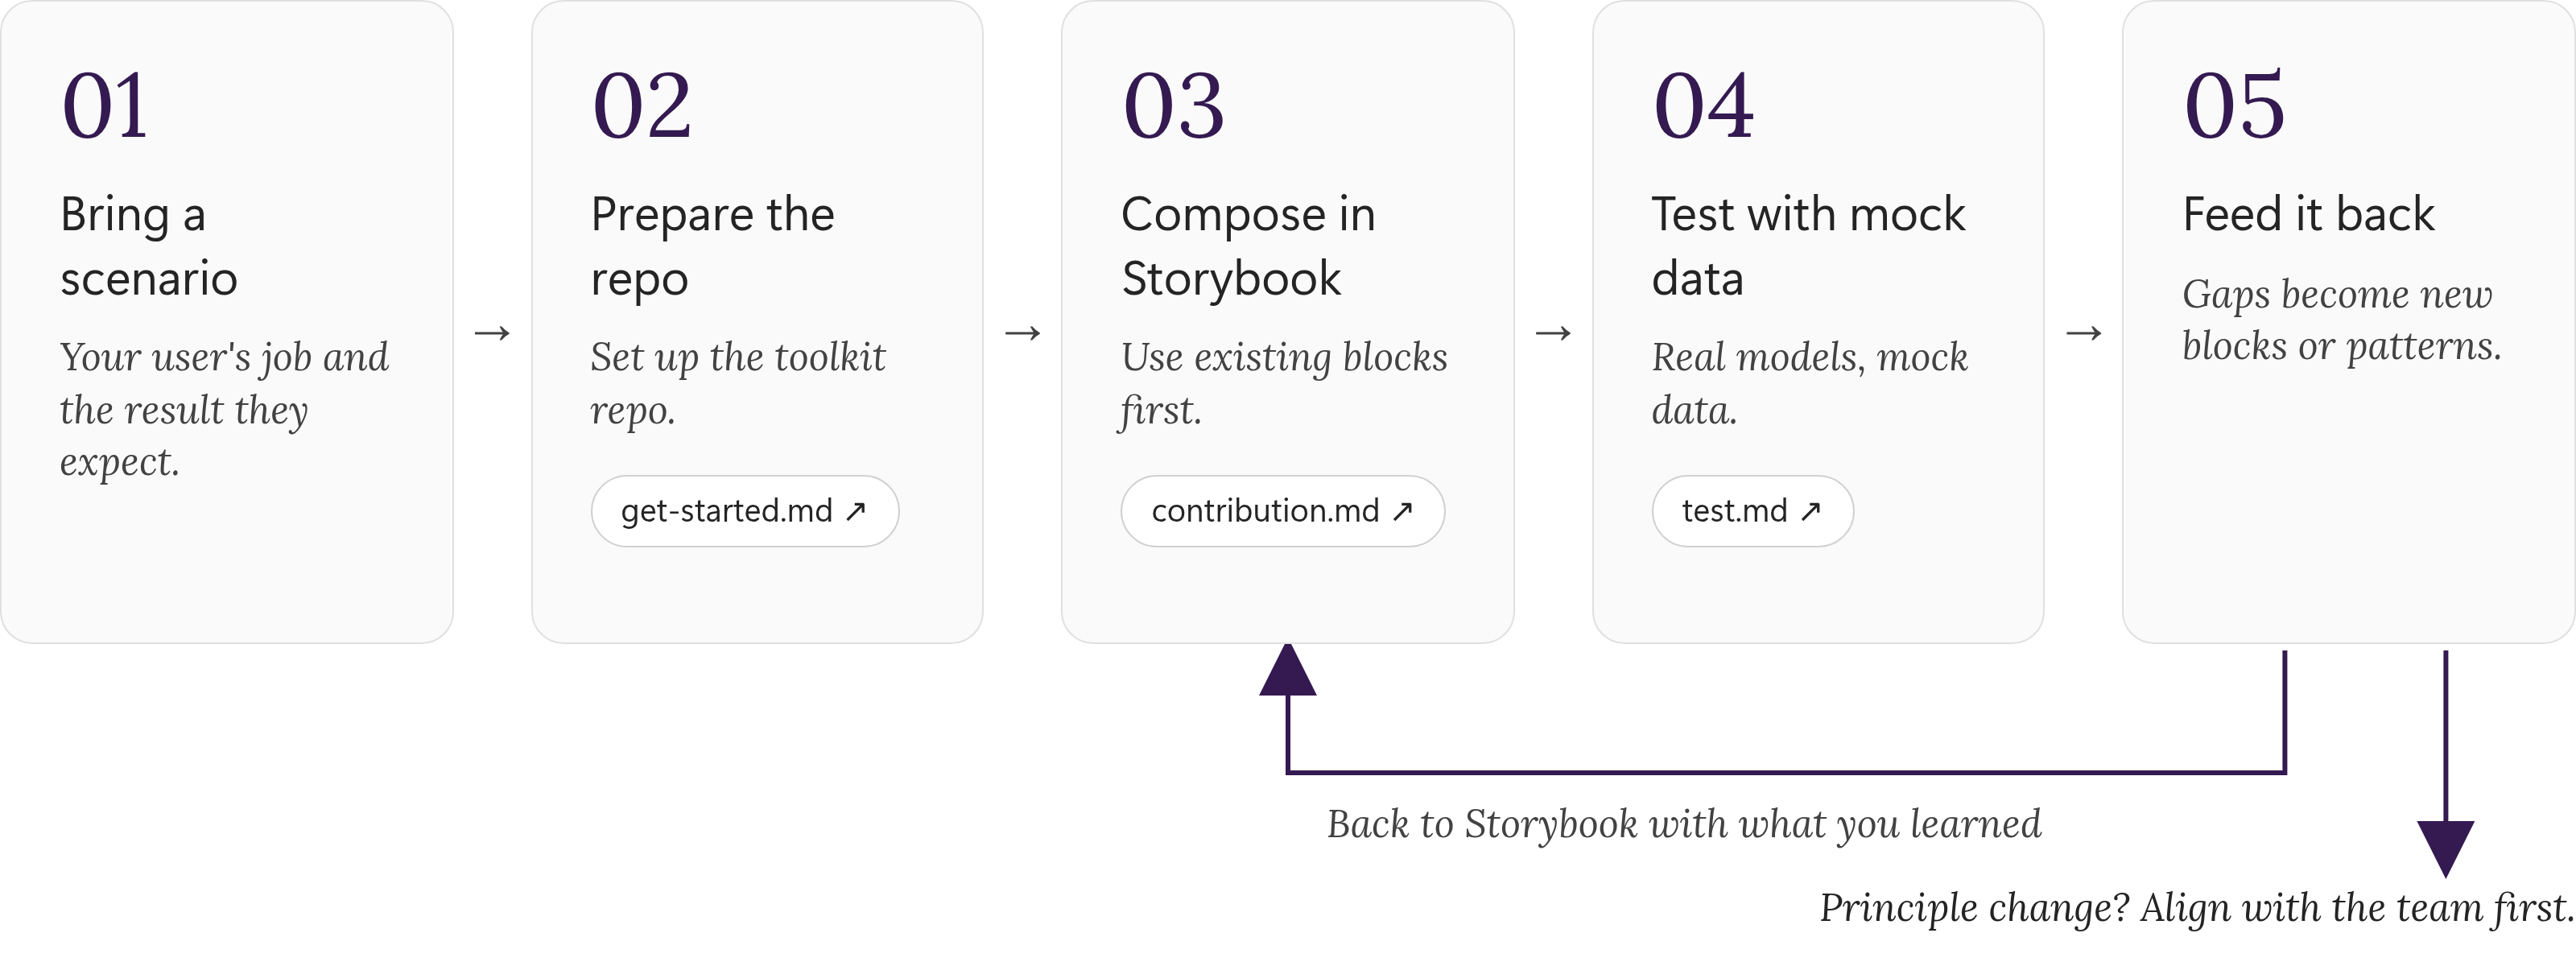 01
Bring a
scenario
Your user's job and
the result they
expect.
→
02
Prepare the
repo
Set up the toolkit
repo.
get-started.md ↗
→
03
Compose in
Storybook
Use existing blocks
first.
contribution.md ↗
→
04
Test with mock
data
Real models, mock
data.
test.md ↗
→
05
Feed it back
Gaps become new
blocks or patterns.
Back to Storybook with what you learned
Principle change? Align with the team first.